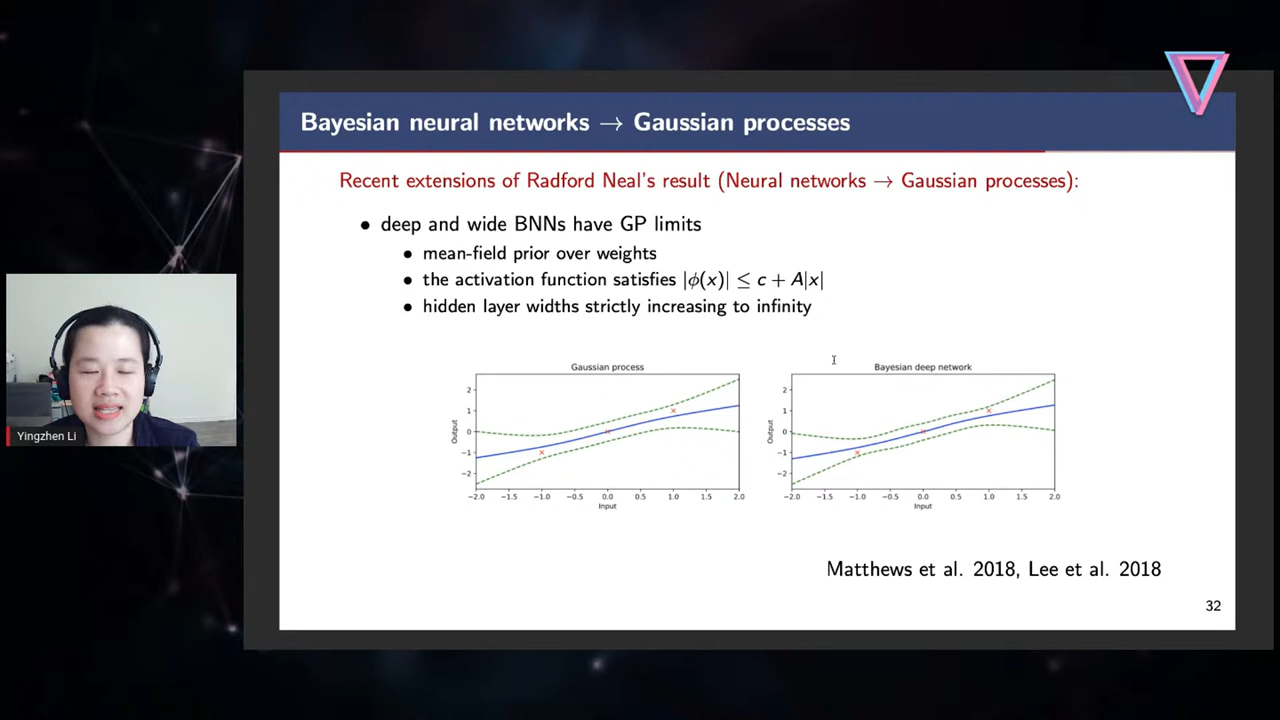 Bayesian neural networks → Gaussian processes
Recent extensions of Radford Neal's result (Neural networks → Gaussian processes):
• deep and wide BNNs have GP limits
• mean-field prior over weights
• the activation function satisfies |ϕ(x)| ≤ c + A|x|
• hidden layer widths strictly increasing to infinity
Gaussian process
2
1
0
−1
−2
Output
−2.0 −1.5 −1.0 −0.5 0.0 0.5 1.0 1.5 2.0
Input
Bayesian deep network
2
1
0
−1
−2
Output
−2.0 −1.5 −1.0 −0.5 0.0 0.5 1.0 1.5 2.0
Input
Yingzhen Li
Matthews et al. 2018, Lee et al. 2018
32